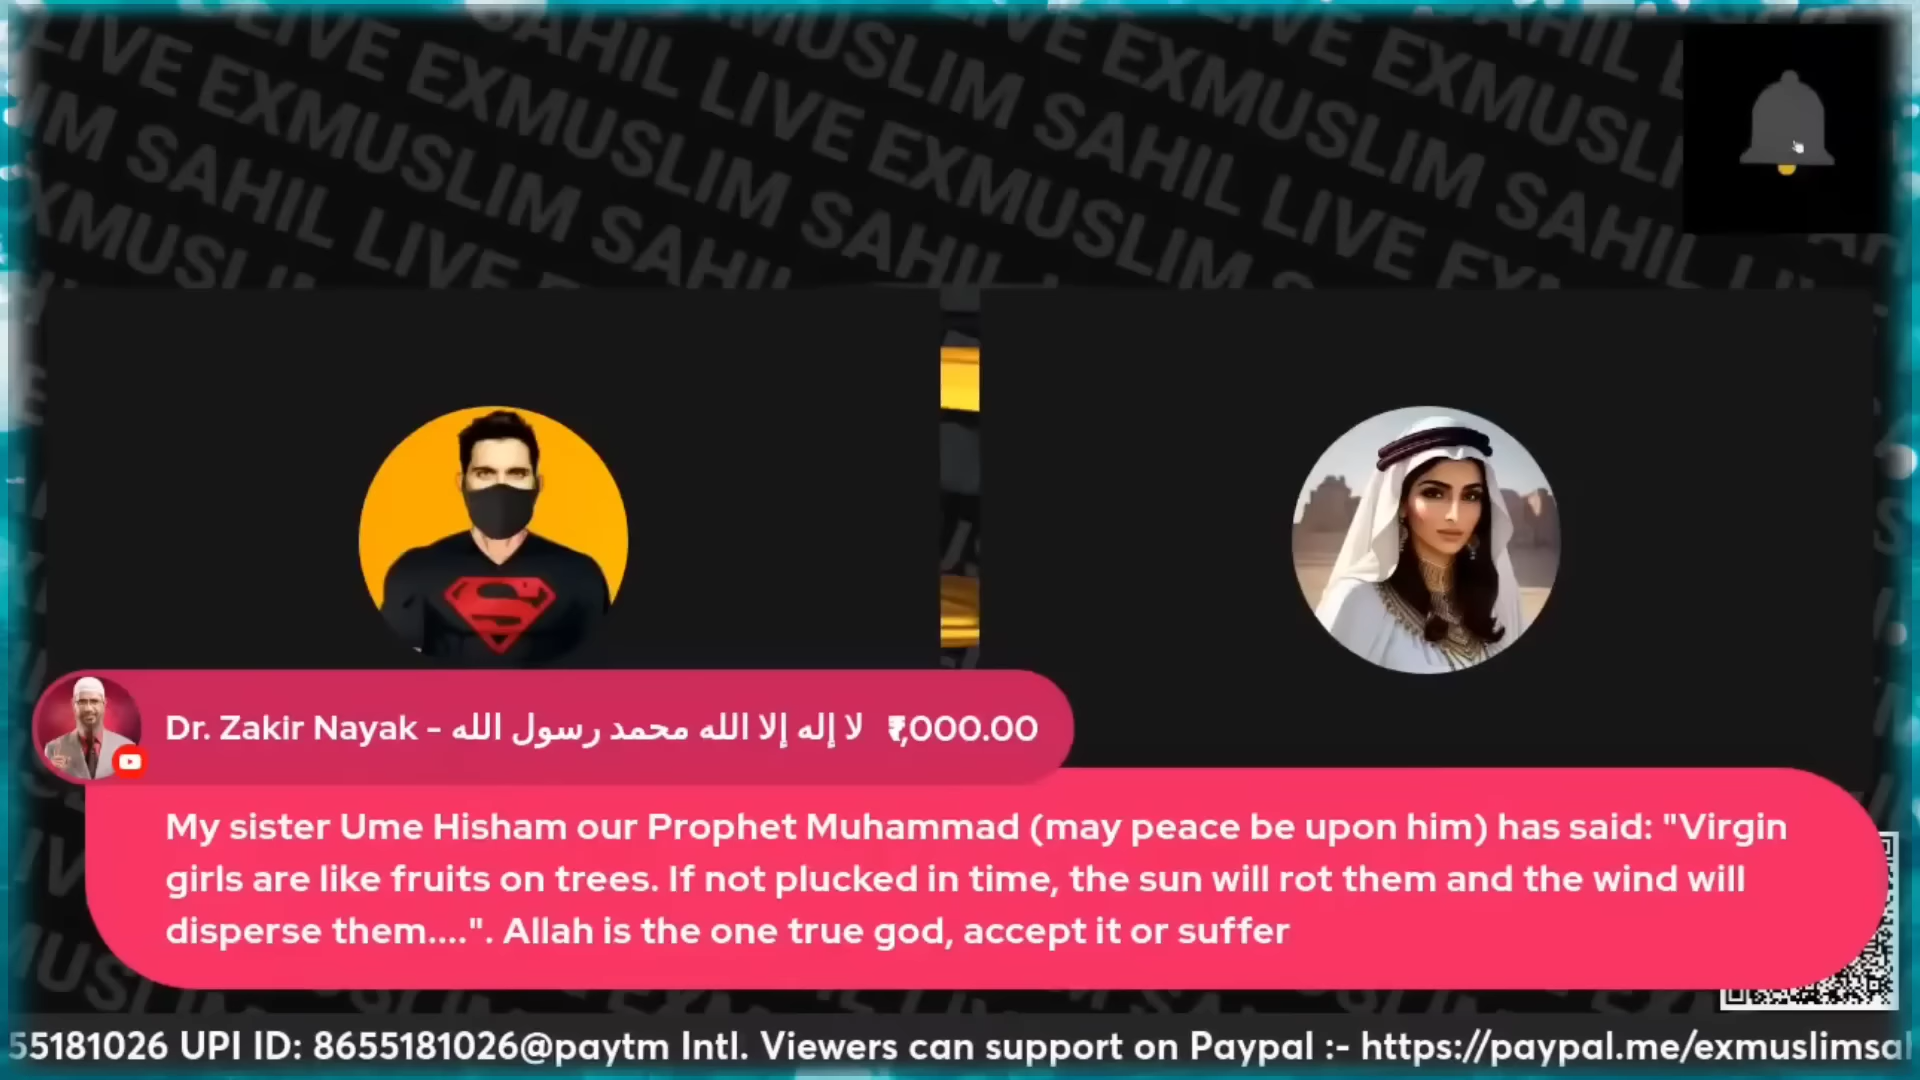 LIVE EXMUSLIM SAHIL LIVE EXMUSLIM SAHIL
Dr. Zakir Nayak - لا إله إلا الله محمد رسول الله
My sister Ume Hisham our Prophet Muhammad (may peace be upon him) has said: "Virgin
girls are like fruits on trees. If not plucked in time, the sun will rot them and the wind will
disperse them....". Allah is the one true god, accept it or suffer
55181026 UPI ID: 8655181026@paytm Intl. Viewers can support on Paypal :- https://paypal.me/exmuslimsa